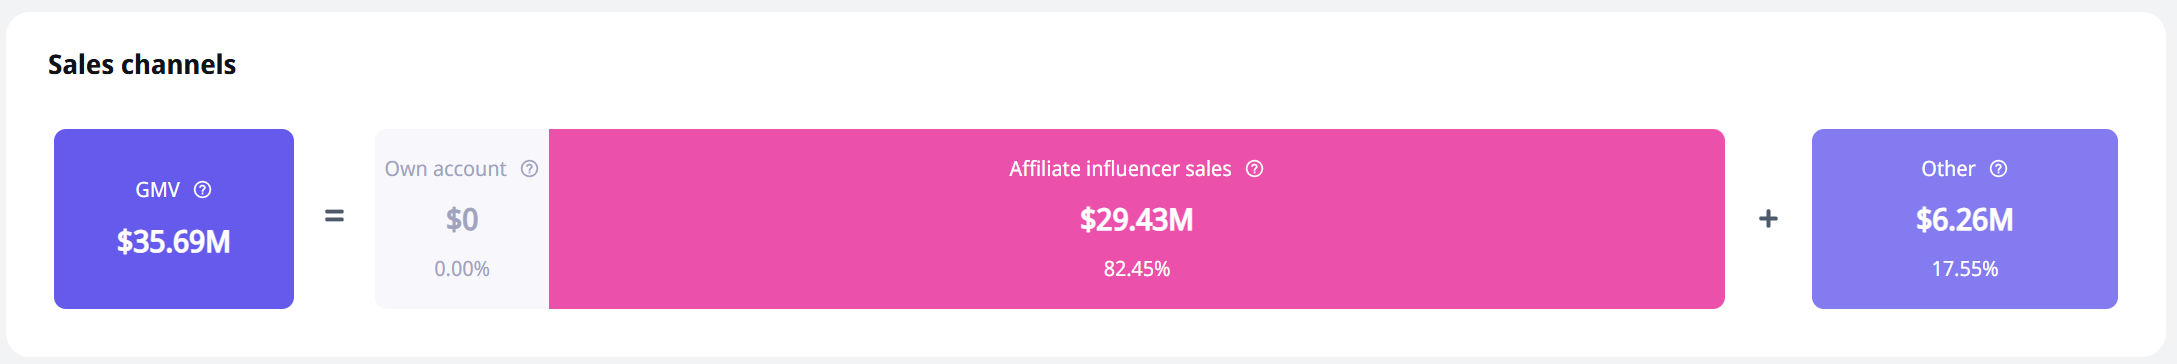 Sales channels
GMV
$35.69M
=
Own account
$0
0.00%
Affiliate influencer sales
$29.43M
82.45%
+
Other
$6.26M
17.55%